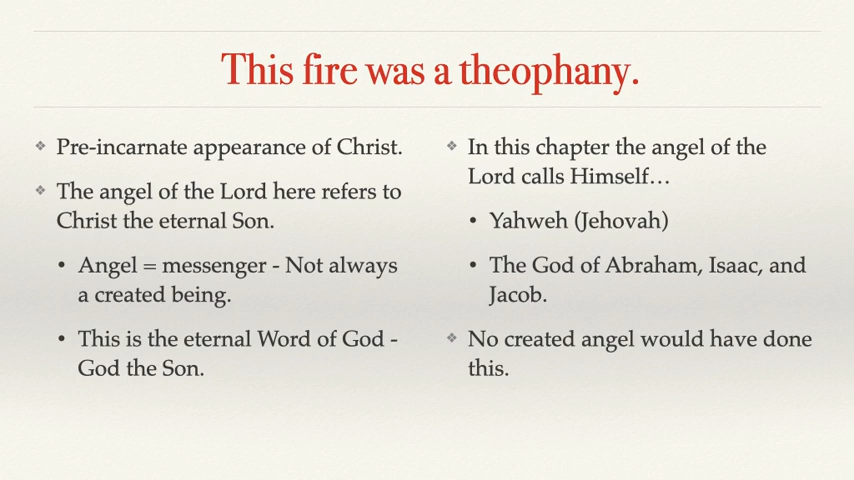 This fire was a theophany.
❖ Pre-incarnate appearance of Christ.
❖ The angel of the Lord here refers to
Christ the eternal Son.
• Angel = messenger - Not always
a created being.
• This is the eternal Word of God -
God the Son.
❖ In this chapter the angel of the
Lord calls Himself…
• Yahweh (Jehovah)
• The God of Abraham, Isaac, and
Jacob.
❖ No created angel would have done
this.